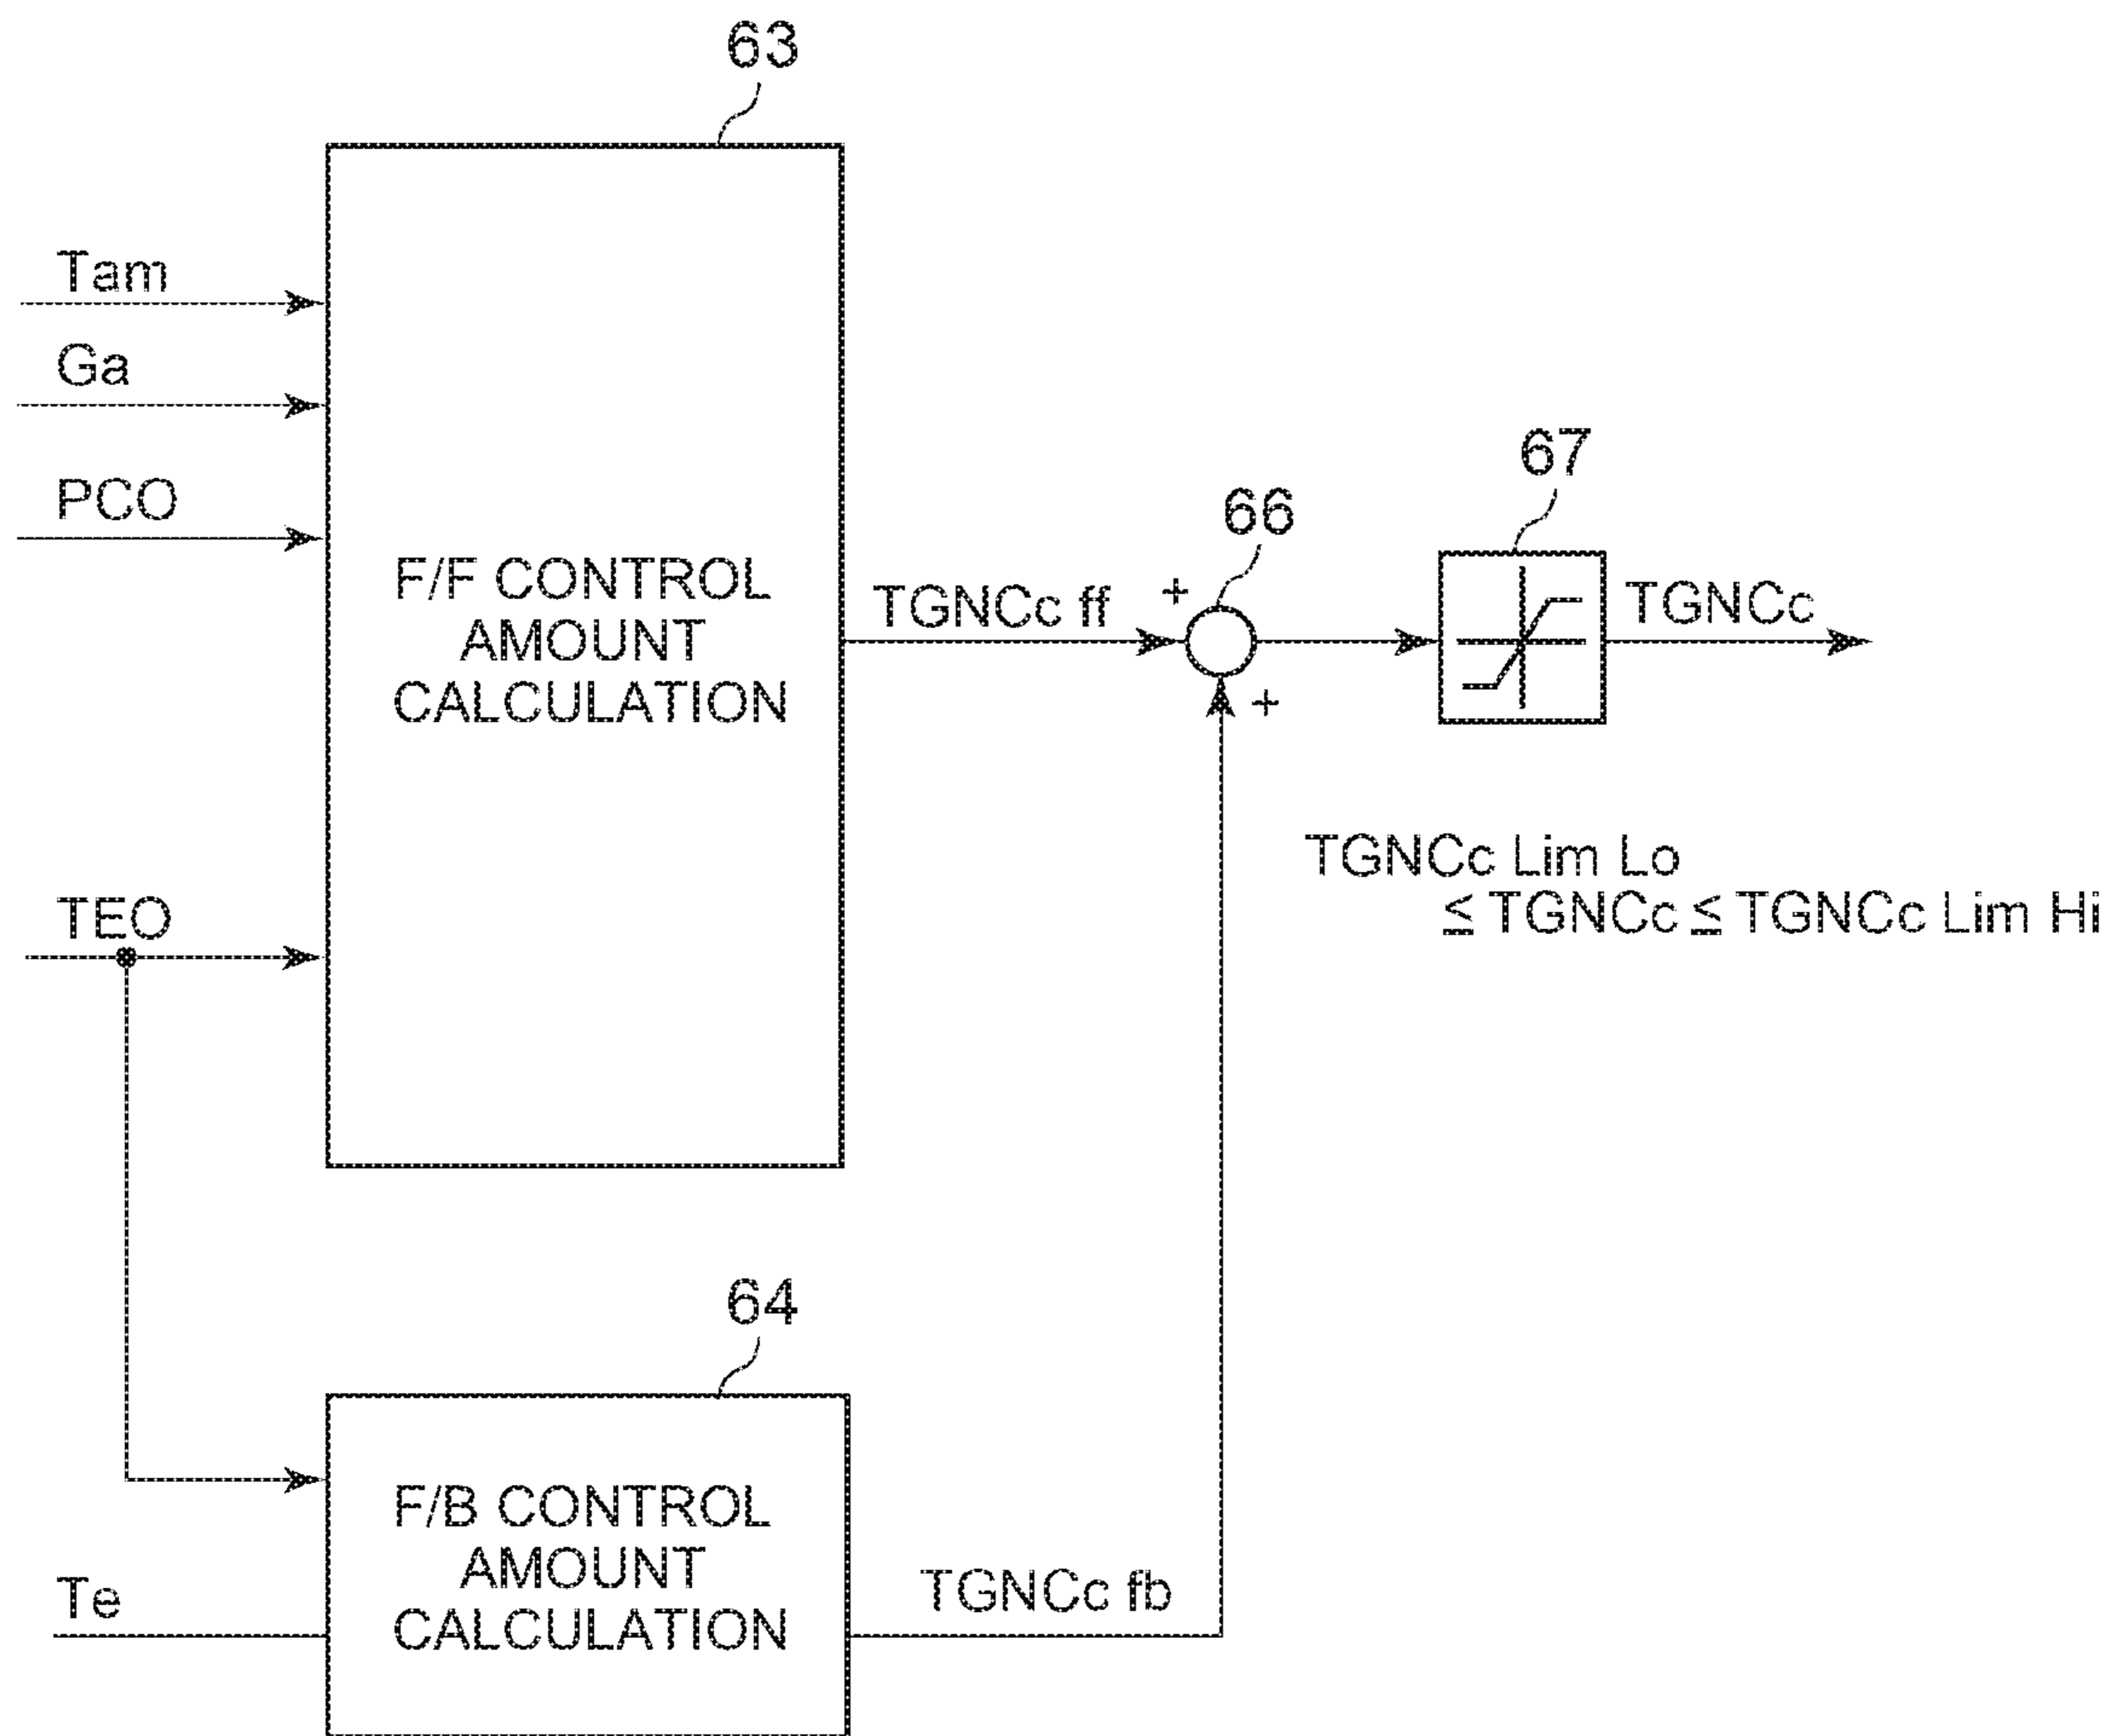 63
Tam
Ga
PCO
F/F CONTROL
AMOUNT
CALCULATION
TEO
TGNCc ff
+
66
+
67
TGNCc
TGNCc Lim Lo
≤ TGNCc ≤ TGNCc Lim Hi
64
F/B CONTROL
AMOUNT
CALCULATION
Te
TGNCc fb